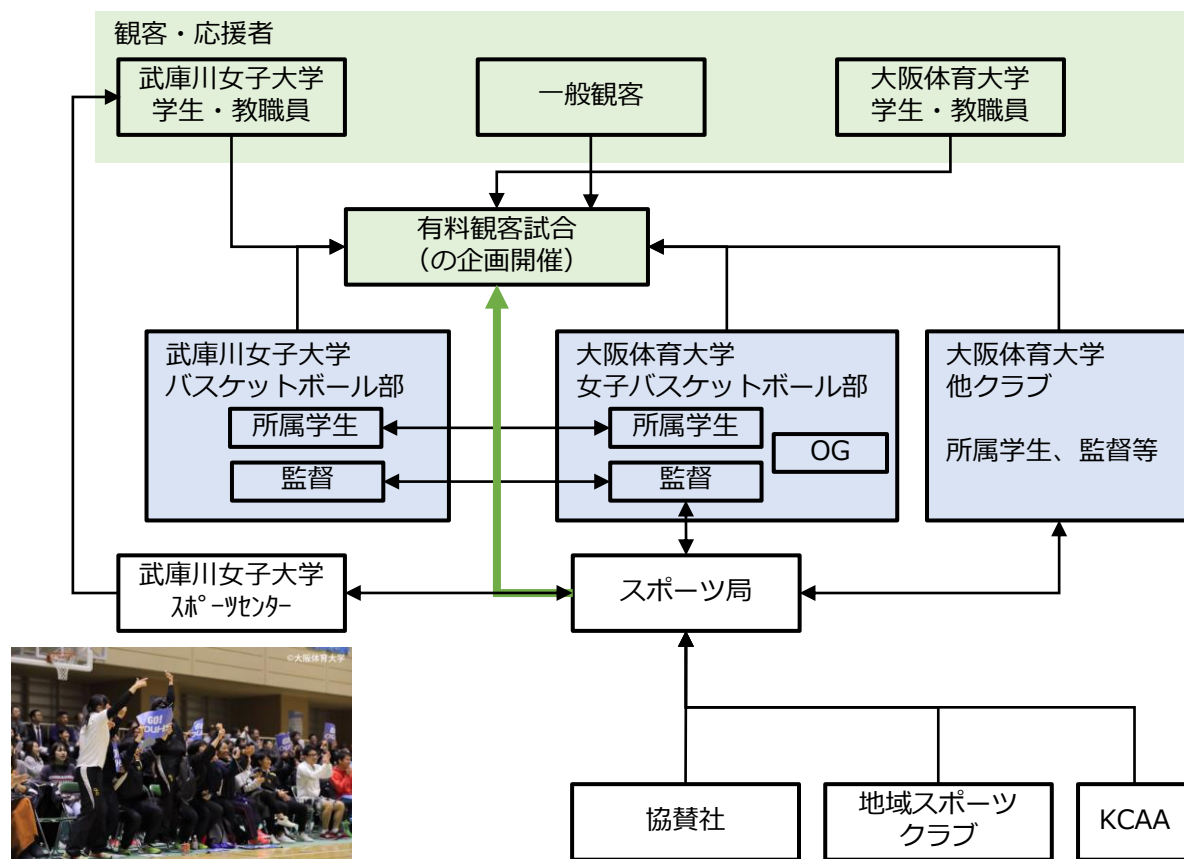 観客・応援者
武庫川女子大学
学生・教職員
一般観客
大阪体育大学
学生・教職員
有料観客試合
(の企画開催)
武庫川女子大学
バスケットボール部
所属学生
監督
大阪体育大学
女子バスケットボール部
所属学生
OG
監督
大阪体育大学
他クラブ
所属学生、監督等
武庫川女子大学
ｽﾎﾟｰﾂｾﾝﾀｰ
スポーツ局
©大阪体育大学
GO!
OUHS
協賛社
地域スポーツ
クラブ
KCAA